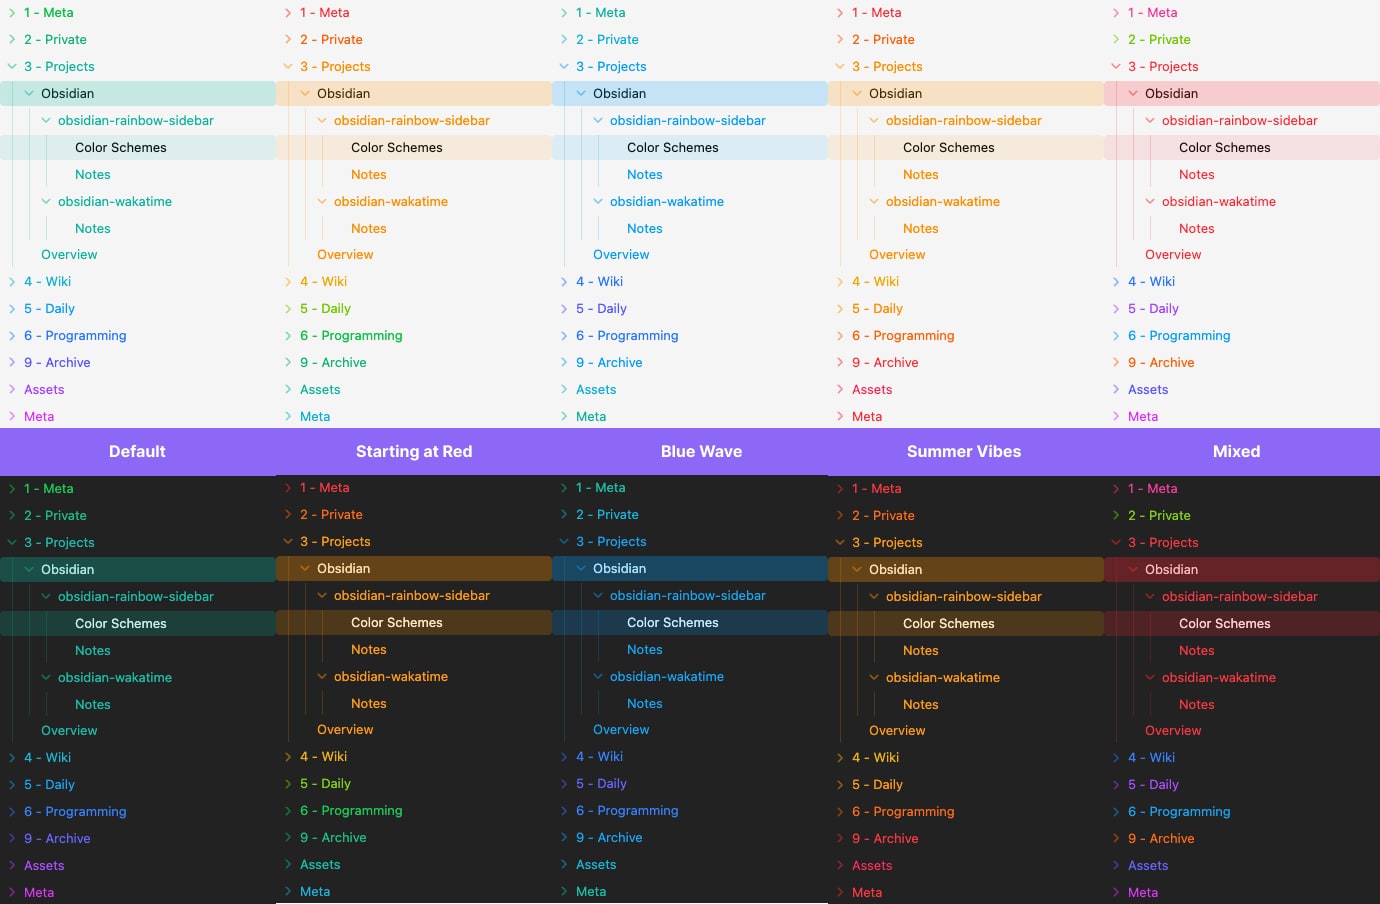 1 - Meta
2 - Private
3 - Projects
Obsidian
obsidian-rainbow-sidebar
Color Schemes
Notes
obsidian-wakatime
Notes
Overview
4 - Wiki
5 - Daily
6 - Programming
9 - Archive
Assets
Meta
1 - Meta
2 - Private
3 - Projects
Obsidian
obsidian-rainbow-sidebar
Color Schemes
Notes
obsidian-wakatime
Notes
Overview
4 - Wiki
5 - Daily
6 - Programming
9 - Archive
Assets
Meta
1 - Meta
2 - Private
3 - Projects
Obsidian
obsidian-rainbow-sidebar
Color Schemes
Notes
obsidian-wakatime
Notes
Overview
4 - Wiki
5 - Daily
6 - Programming
9 - Archive
Assets
Meta
1 - Meta
2 - Private
3 - Projects
Obsidian
obsidian-rainbow-sidebar
Color Schemes
Notes
obsidian-wakatime
Notes
Overview
4 - Wiki
5 - Daily
6 - Programming
9 - Archive
Assets
Meta
1 - Meta
2 - Private
3 - Projects
Obsidian
obsidian-rainbow-sidebar
Color Schemes
Notes
obsidian-wakatime
Notes
Overview
4 - Wiki
5 - Daily
6 - Programming
9 - Archive
Assets
Meta
Default
Starting at Red
Blue Wave
Summer Vibes
Mixed
1 - Meta
2 - Private
3 - Projects
Obsidian
obsidian-rainbow-sidebar
Color Schemes
Notes
obsidian-wakatime
Notes
Overview
4 - Wiki
5 - Daily
6 - Programming
9 - Archive
Assets
Meta
1 - Meta
2 - Private
3 - Projects
Obsidian
obsidian-rainbow-sidebar
Color Schemes
Notes
obsidian-wakatime
Notes
Overview
4 - Wiki
5 - Daily
6 - Programming
9 - Archive
Assets
Meta
1 - Meta
2 - Private
3 - Projects
Obsidian
obsidian-rainbow-sidebar
Color Schemes
Notes
obsidian-wakatime
Notes
Overview
4 - Wiki
5 - Daily
6 - Programming
9 - Archive
Assets
Meta
1 - Meta
2 - Private
3 - Projects
Obsidian
obsidian-rainbow-sidebar
Color Schemes
Notes
obsidian-wakatime
Notes
Overview
4 - Wiki
5 - Daily
6 - Programming
9 - Archive
Assets
Meta
1 - Meta
2 - Private
3 - Projects
Obsidian
obsidian-rainbow-sidebar
Color Schemes
Notes
obsidian-wakatime
Notes
Overview
4 - Wiki
5 - Daily
6 - Programming
9 - Archive
Assets
Meta